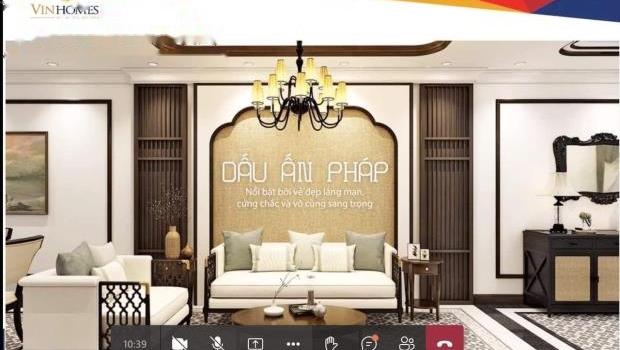 VINHOMES
DẤU ẤN PHÁP
Nổi bật bởi vẻ đẹp lãng mạn,
cứng chắc và vô cùng sang trọng
10:39